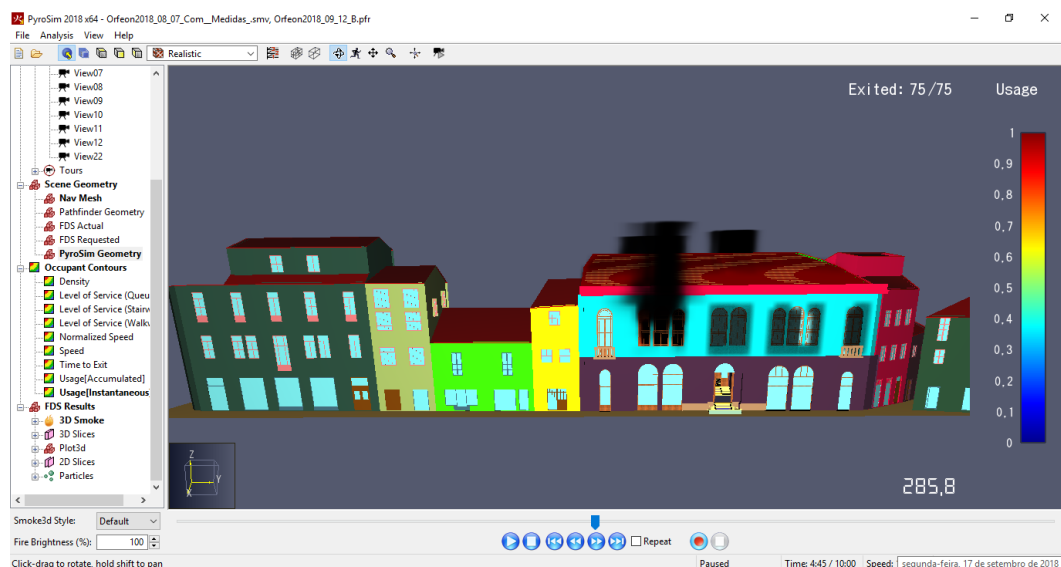 PyroSim 2018 x64 - Orfeon2018_08_07_Com__Medidas_.smv, Orfeon2018_09_12_B.pfr
File Analysis View Help
Realistic
View07
View08
View09
View10
View11
View12
View22
Tours
Scene Geometry
Nav Mesh
Pathfinder Geometry
FDS Actual
FDS Requested
PyroSim Geometry
Occupant Contours
Density
Level of Service (Queu
Level of Service (Stairw
Level of Service (Walkw
Normalized Speed
Speed
Time to Exit
Usage[Accumulated]
Usage[Instantaneous
FDS Results
3D Smoke
3D Slices
Plot3d
2D Slices
Particles
Exited: 75/75 Usage
1
0,9
0,8
0,7
0,6
0,5
0,4
0,3
0,2
0,1
0
Z
Y
X
285,8
Smoke3d Style: Default
Fire Brightness (%): 100
Repeat
Click-drag to rotate, hold shift to pan
Paused
Time: 4:45 / 10:00
Speed:
segunda-feira, 17 de setembro de 2018